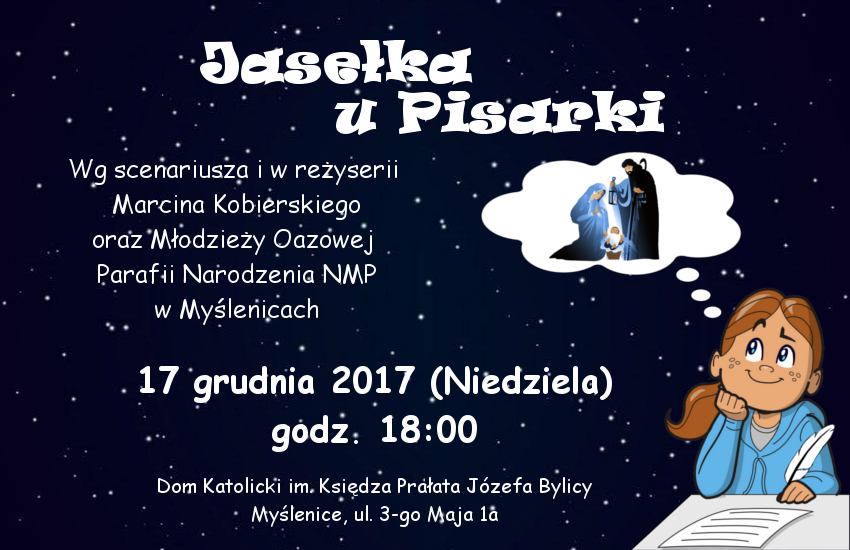 Jasełka
u Pisarki
Wg scenariusza i w reżyserii
Marcina Kobierskiego
oraz Młodzieży Oazowej
Parafii Narodzenia NMP
w Myślenicach
17 grudnia 2017 (Niedziela)
godz. 18:00
Dom Katolicki im. Księdza Prałata Józefa Bylicy
Myślenice, ul. 3-go Maja 1a